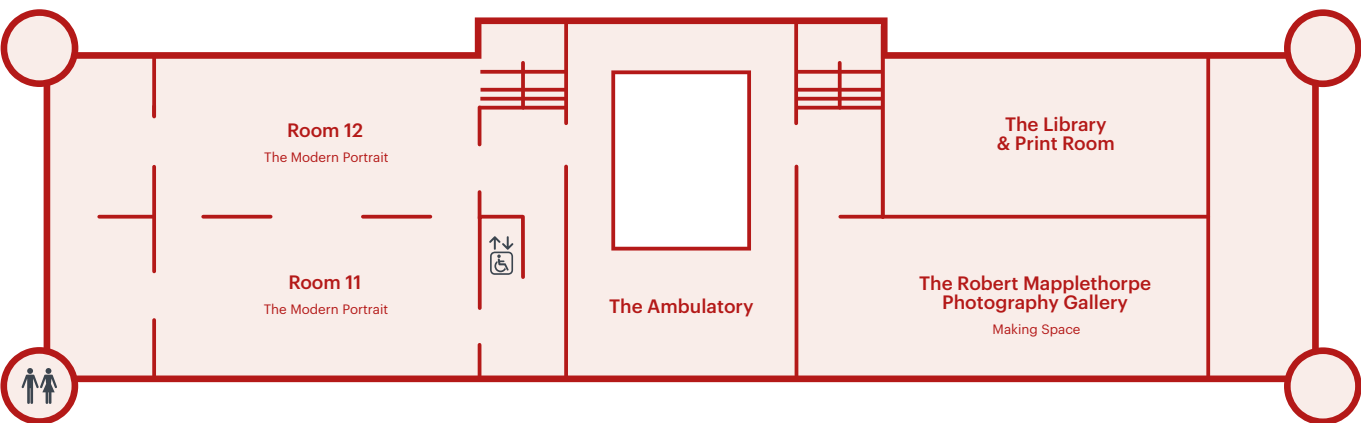 Room 12
The Modern Portrait
Room 11
The Modern Portrait
The Ambulatory
The Library
& Print Room
The Robert Mapplethorpe
Photography Gallery
Making Space